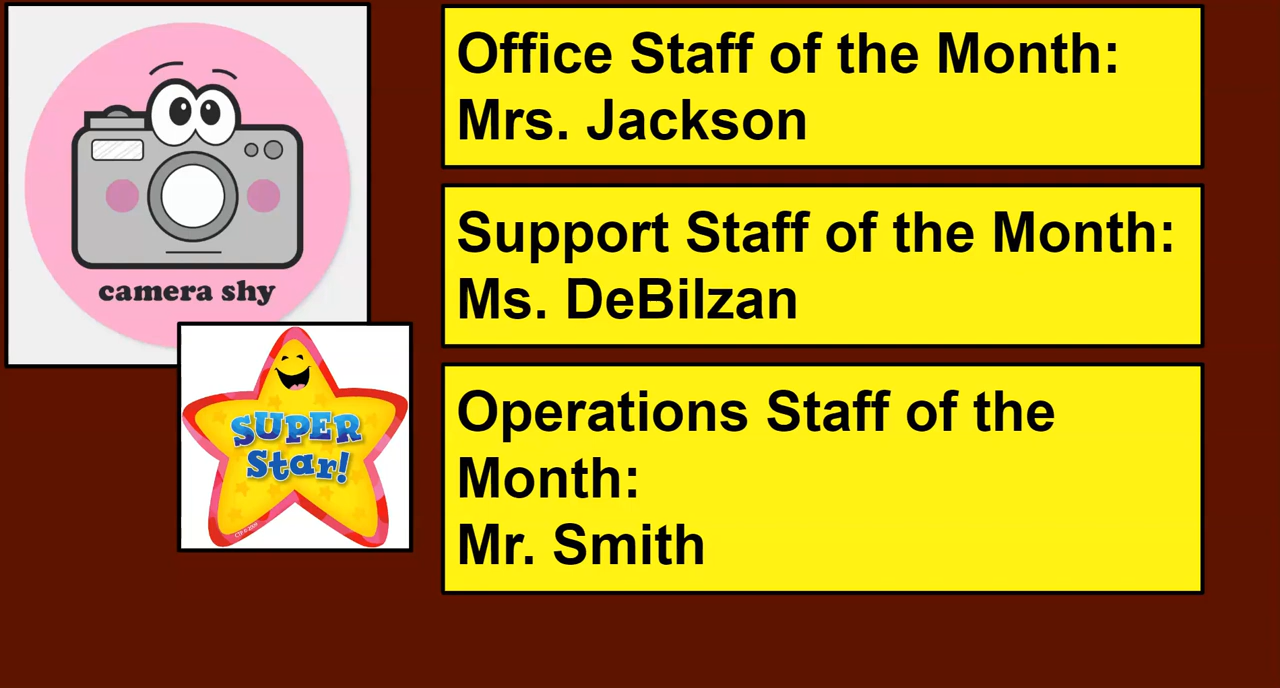 Office Staff of the Month:
Mrs. Jackson
Support Staff of the Month:
Ms. DeBilzan
Operations Staff of the
Month:
Mr. Smith
camera shy
SUPER
Star!